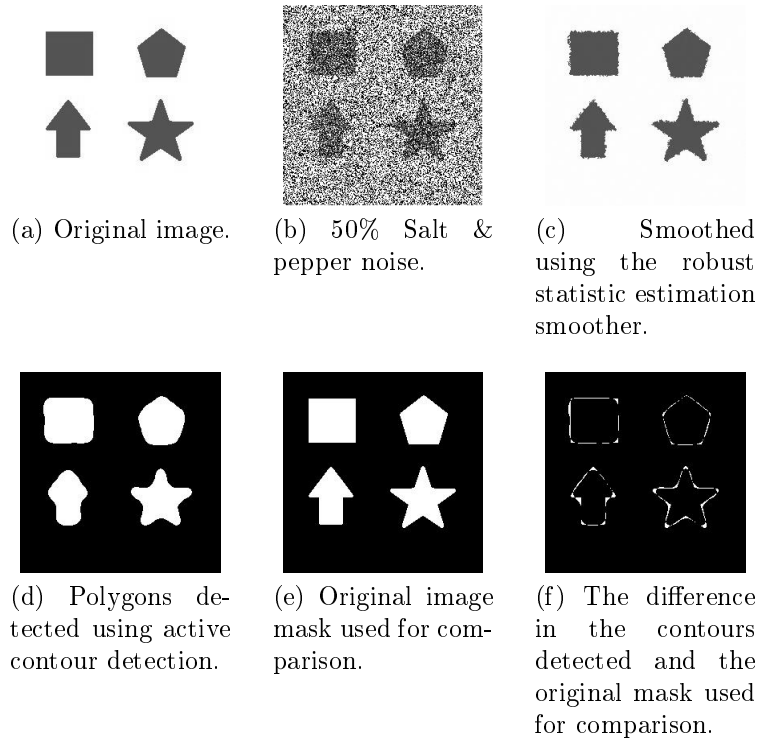 (a) Original image.
(b) 50% Salt &
pepper noise.
(c) Smoothed
using the robust
statistic estimation
smoother.
(d) Polygons de-
tected using active
contour detection.
(e) Original image
mask used for com-
parison.
(f) The difference
in the contours
detected and the
original mask used
for comparison.